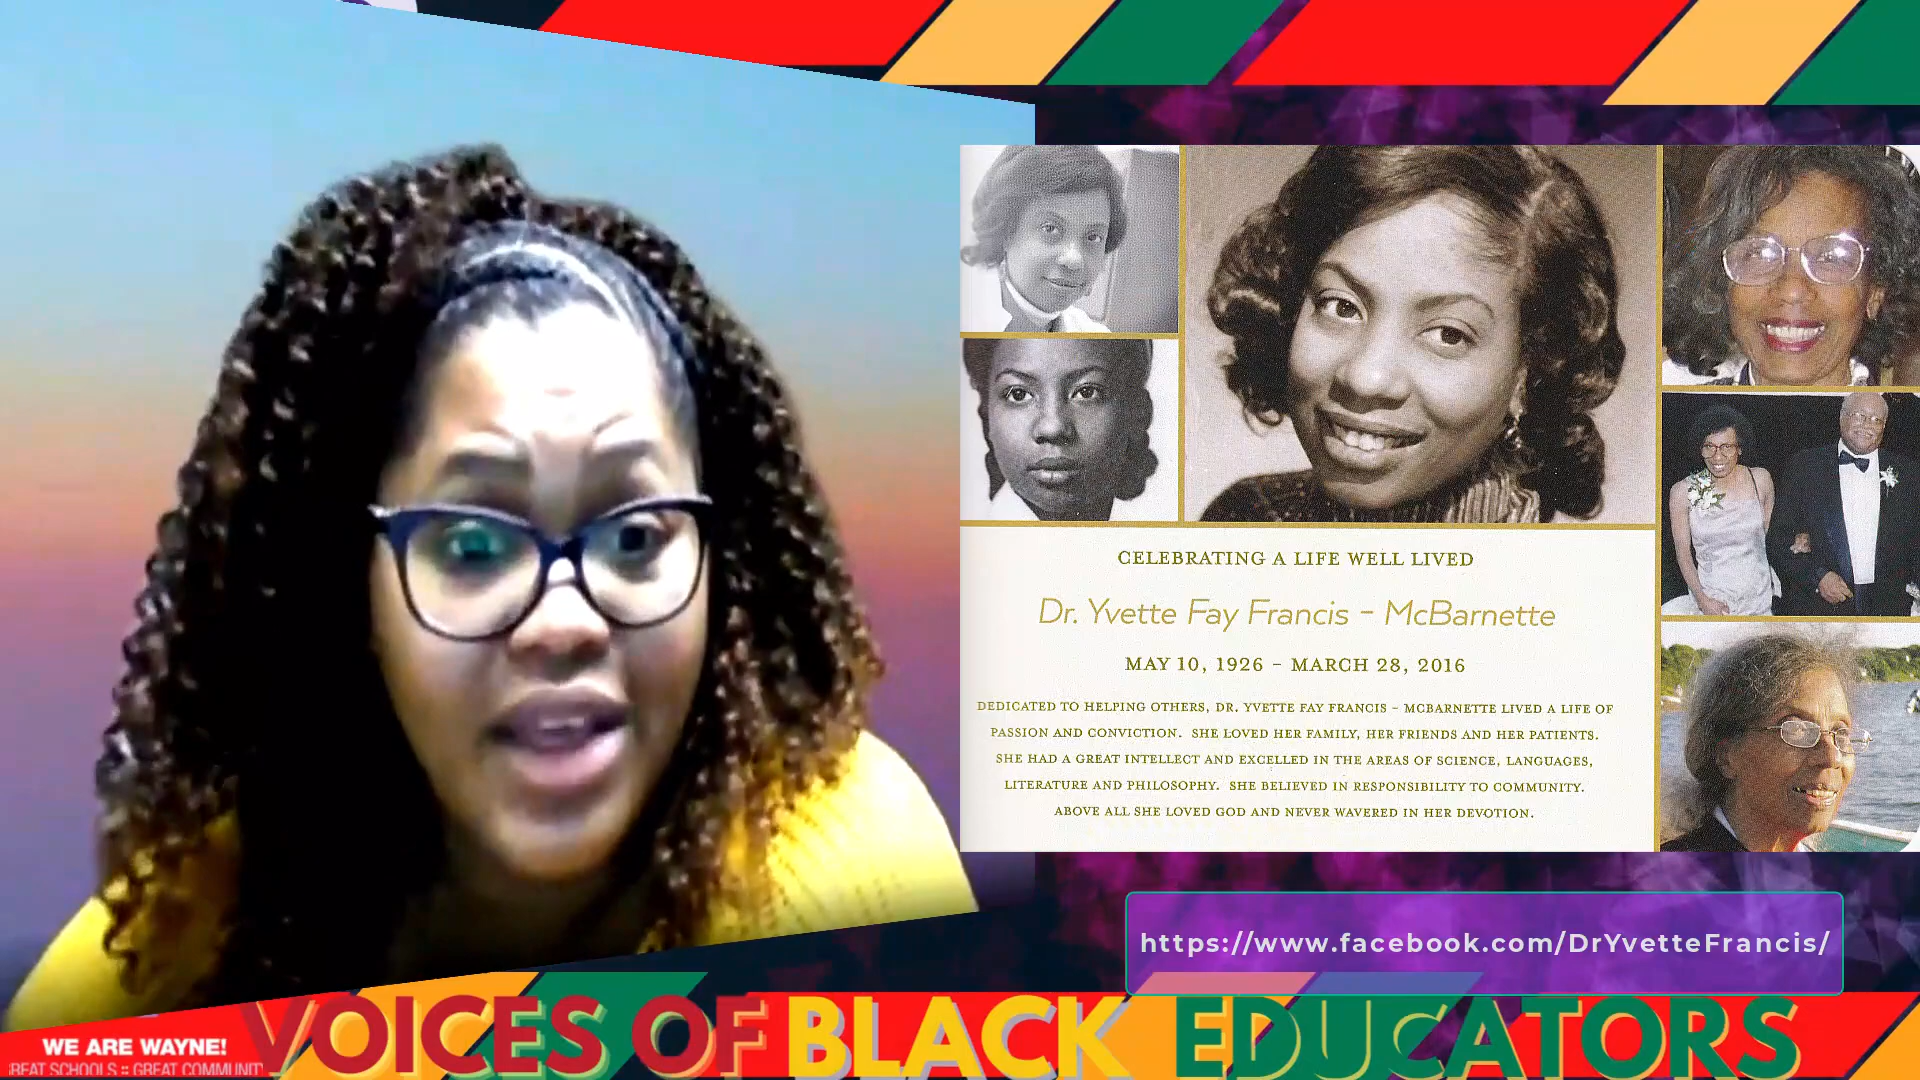 CELEBRATING A LIFE WELL LIVED
Dr. Yvette Fay Francis - McBarnette
MAY 10, 1926 - MARCH 28, 2016
DEDICATED TO HELPING OTHERS, DR. YVETTE FAY FRANCIS - MCBARNETTE LIVED A LIFE OF
PASSION AND CONVICTION. SHE LOVED HER FAMILY, HER FRIENDS AND HER PATIENTS.
SHE HAD A GREAT INTELLECT AND EXCELLED IN THE AREAS OF SCIENCE, LANGUAGES,
LITERATURE AND PHILOSOPHY. SHE BELIEVED IN RESPONSIBILITY TO COMMUNITY.
ABOVE ALL SHE LOVED GOD AND NEVER WAVERED IN HER DEVOTION.
https://www.facebook.com/DrYvetteFrancis/
VOICES OF BLACK EDUCATORS
WE ARE WAYNE!
REAT SCHOOLS :: GREAT COMMUNIT